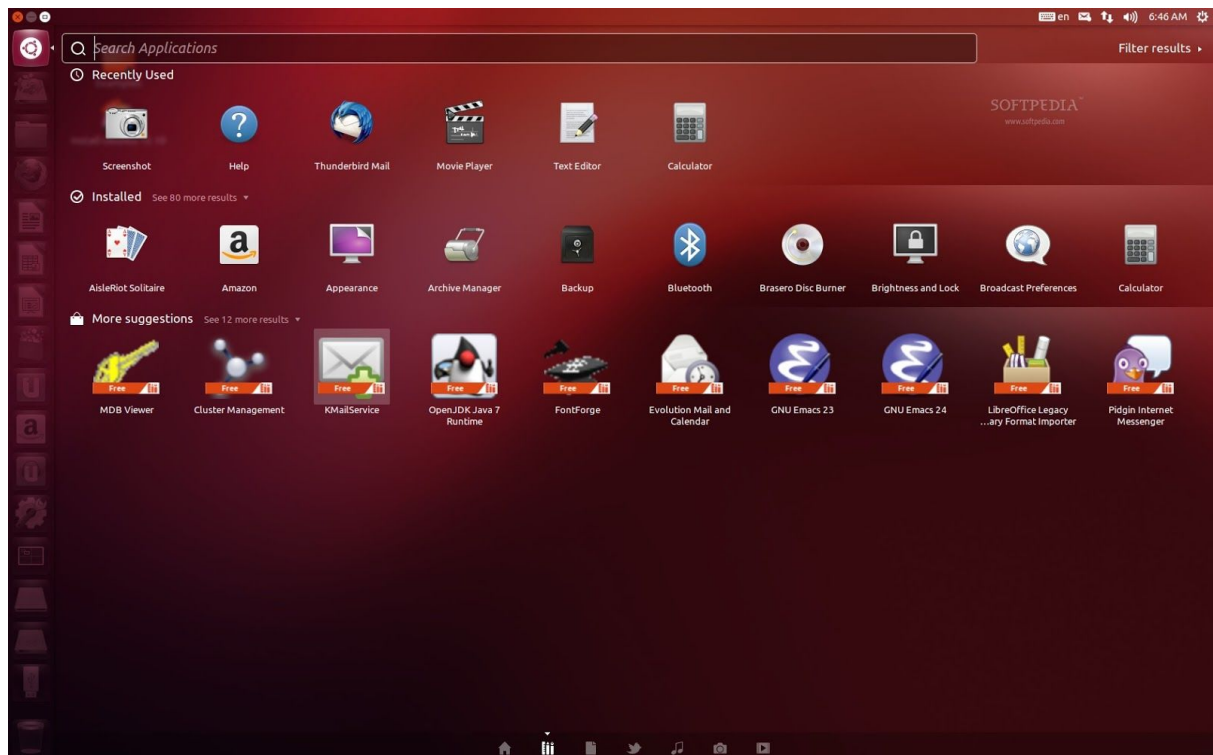 en 6:46 AM
Search Applications
Filter results
Recently Used
SOFTPEDIA
www.softpedia.com
Screenshot Help Thunderbird Mail Movie Player Text Editor Calculator
Installed See 80 more results
AisleRiot Solitaire Amazon Appearance Archive Manager Backup Bluetooth Brasero Disc Burner Brightness and Lock Broadcast Preferences Calculator
More suggestions See 12 more results
Free Free Free Free Free Free Free Free Free Free
MDB Viewer Cluster Management KMailService OpenJDK Java 7 FontForge Evolution Mail and GNU Emacs 23 GNU Emacs 24 LibreOffice Legacy Pidgin Internet
Runtime Calendar ...ary Format Importer Messenger